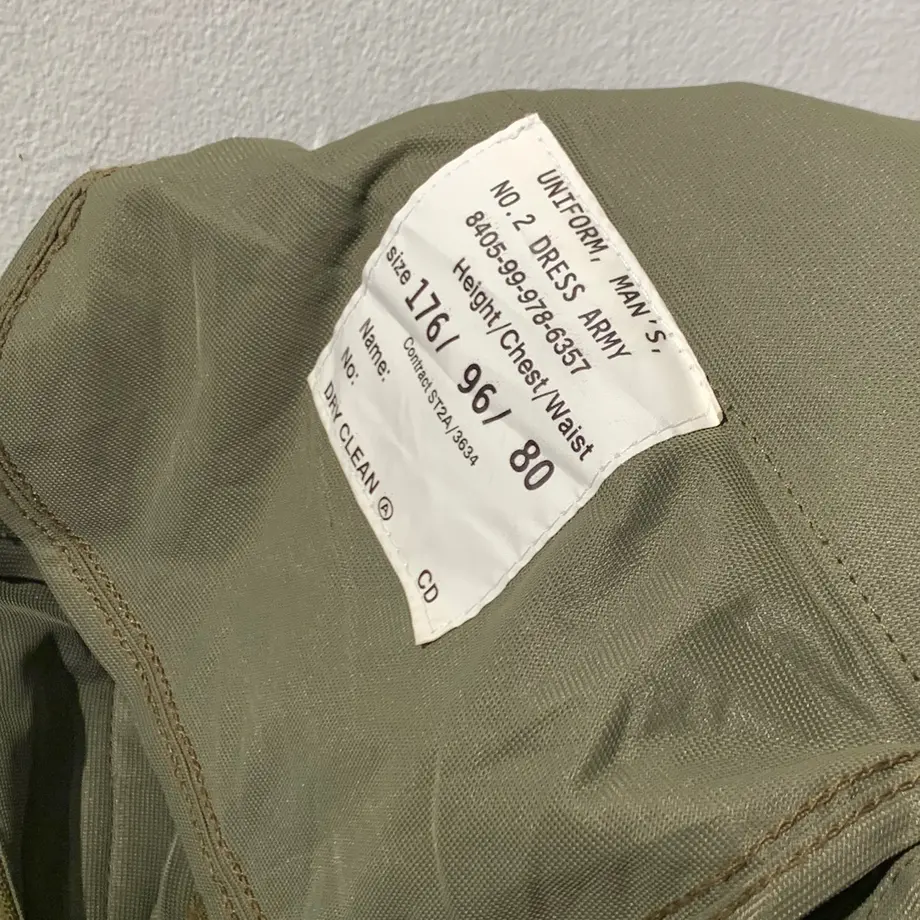 UNIFORM, MAN'S,
NO.2 DRESS ARMY
8405-99-978-6357
Height/Chest/Waist
size 176/ 96/ 80
Contract ST2A/3634
Name:
No:
DRY CLEAN Ⓐ
CD